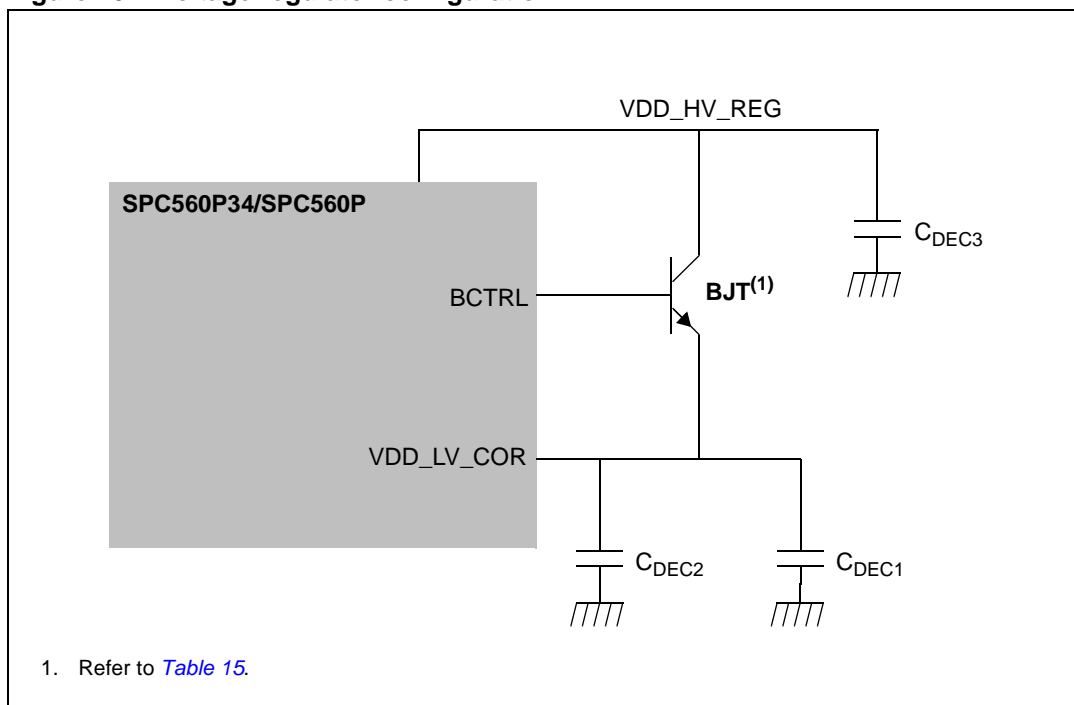 VDD_HV_REG
SPC560P34/SPC560P
CDEC3
BCTRL
BJT(1)
VDD_LV_COR
CDEC2
CDEC1
1. Refer to Table 15.